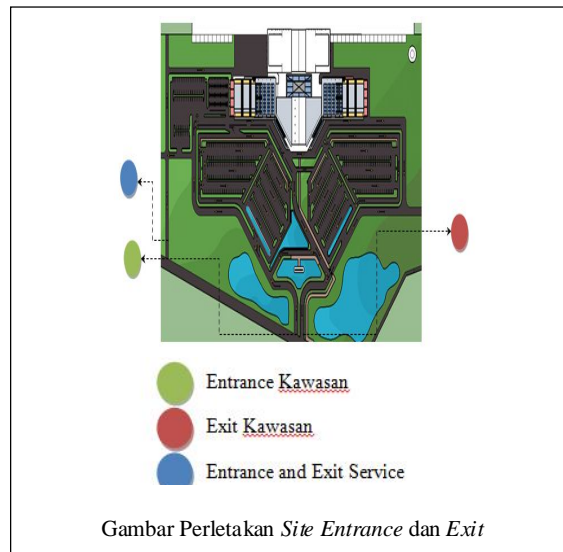 Entrance Kawasan
Exit Kawasan
Entrance and Exit Service
Gambar Perletakan Site Entrance dan Exit